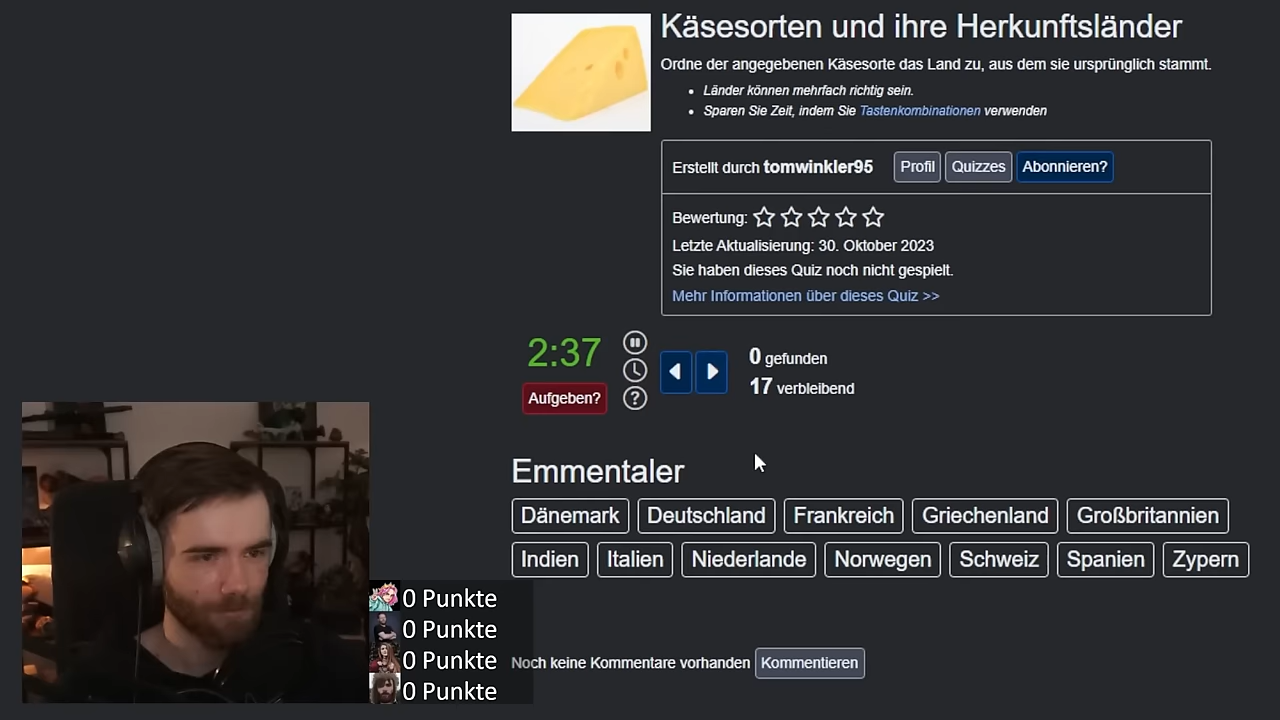 Käsesorten und ihre Herkunftsländer
Ordne der angegebenen Käsesorte das Land zu, aus dem sie ursprünglich stammt.
Länder können mehrfach richtig sein.
Sparen Sie Zeit, indem Sie Tastenkombinationen verwenden
Erstellt durch tomwinkler95 Profil Quizzes Abonnieren?
Bewertung:
Letzte Aktualisierung: 30. Oktober 2023
Sie haben dieses Quiz noch nicht gespielt.
Mehr Informationen über dieses Quiz >>
2:37
Aufgeben?
?
0 gefunden
17 verbleibend
Emmentaler
Dänemark Deutschland Frankreich Griechenland Großbritannien
Indien Italien Niederlande Norwegen Schweiz Spanien Zypern
0 Punkte
0 Punkte
0 Punkte
0 Punkte
Noch keine Kommentare vorhanden Kommentieren